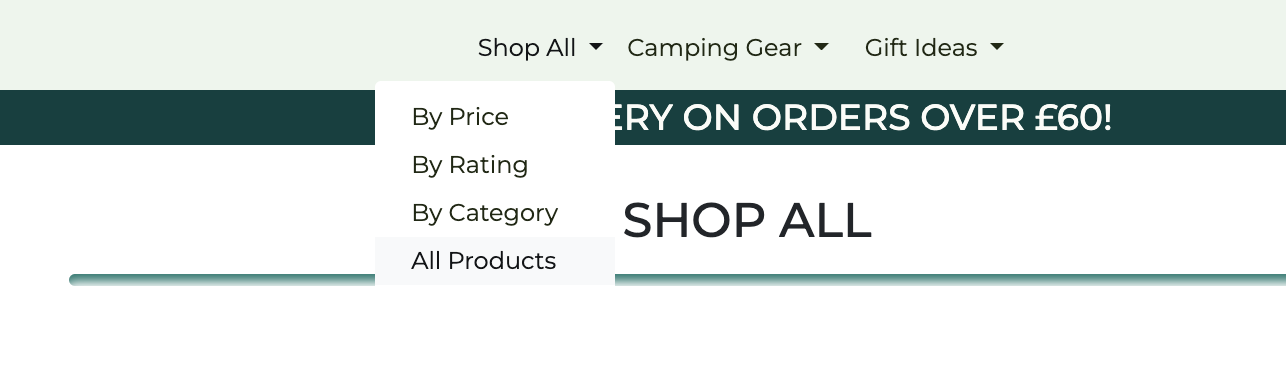 Shop All Camping Gear Gift Ideas
ERY ON ORDERS OVER £60!
By Price
By Rating
By Category
All Products
SHOP ALL